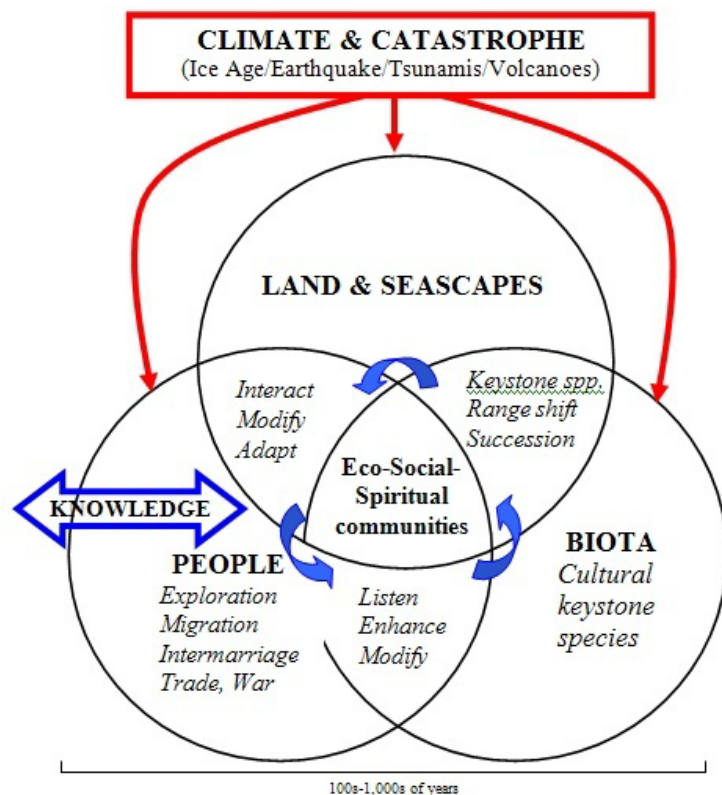 CLIMATE & CATASTROPHE
(Ice Age/Earthquake/Tsunamis/Volcanoes)
LAND & SEASCAPES
Interact
Modify
Adapt
Keystone spp.
Range shift
Succession
Eco-Social-
Spiritual
communities
KNOWLEDGE
PEOPLE
Exploration
Migration
Intermarriage
Trade, War
Listen
Enhance
Modify
BIOTA
Cultural
keystone
species
100s-1,000s of years